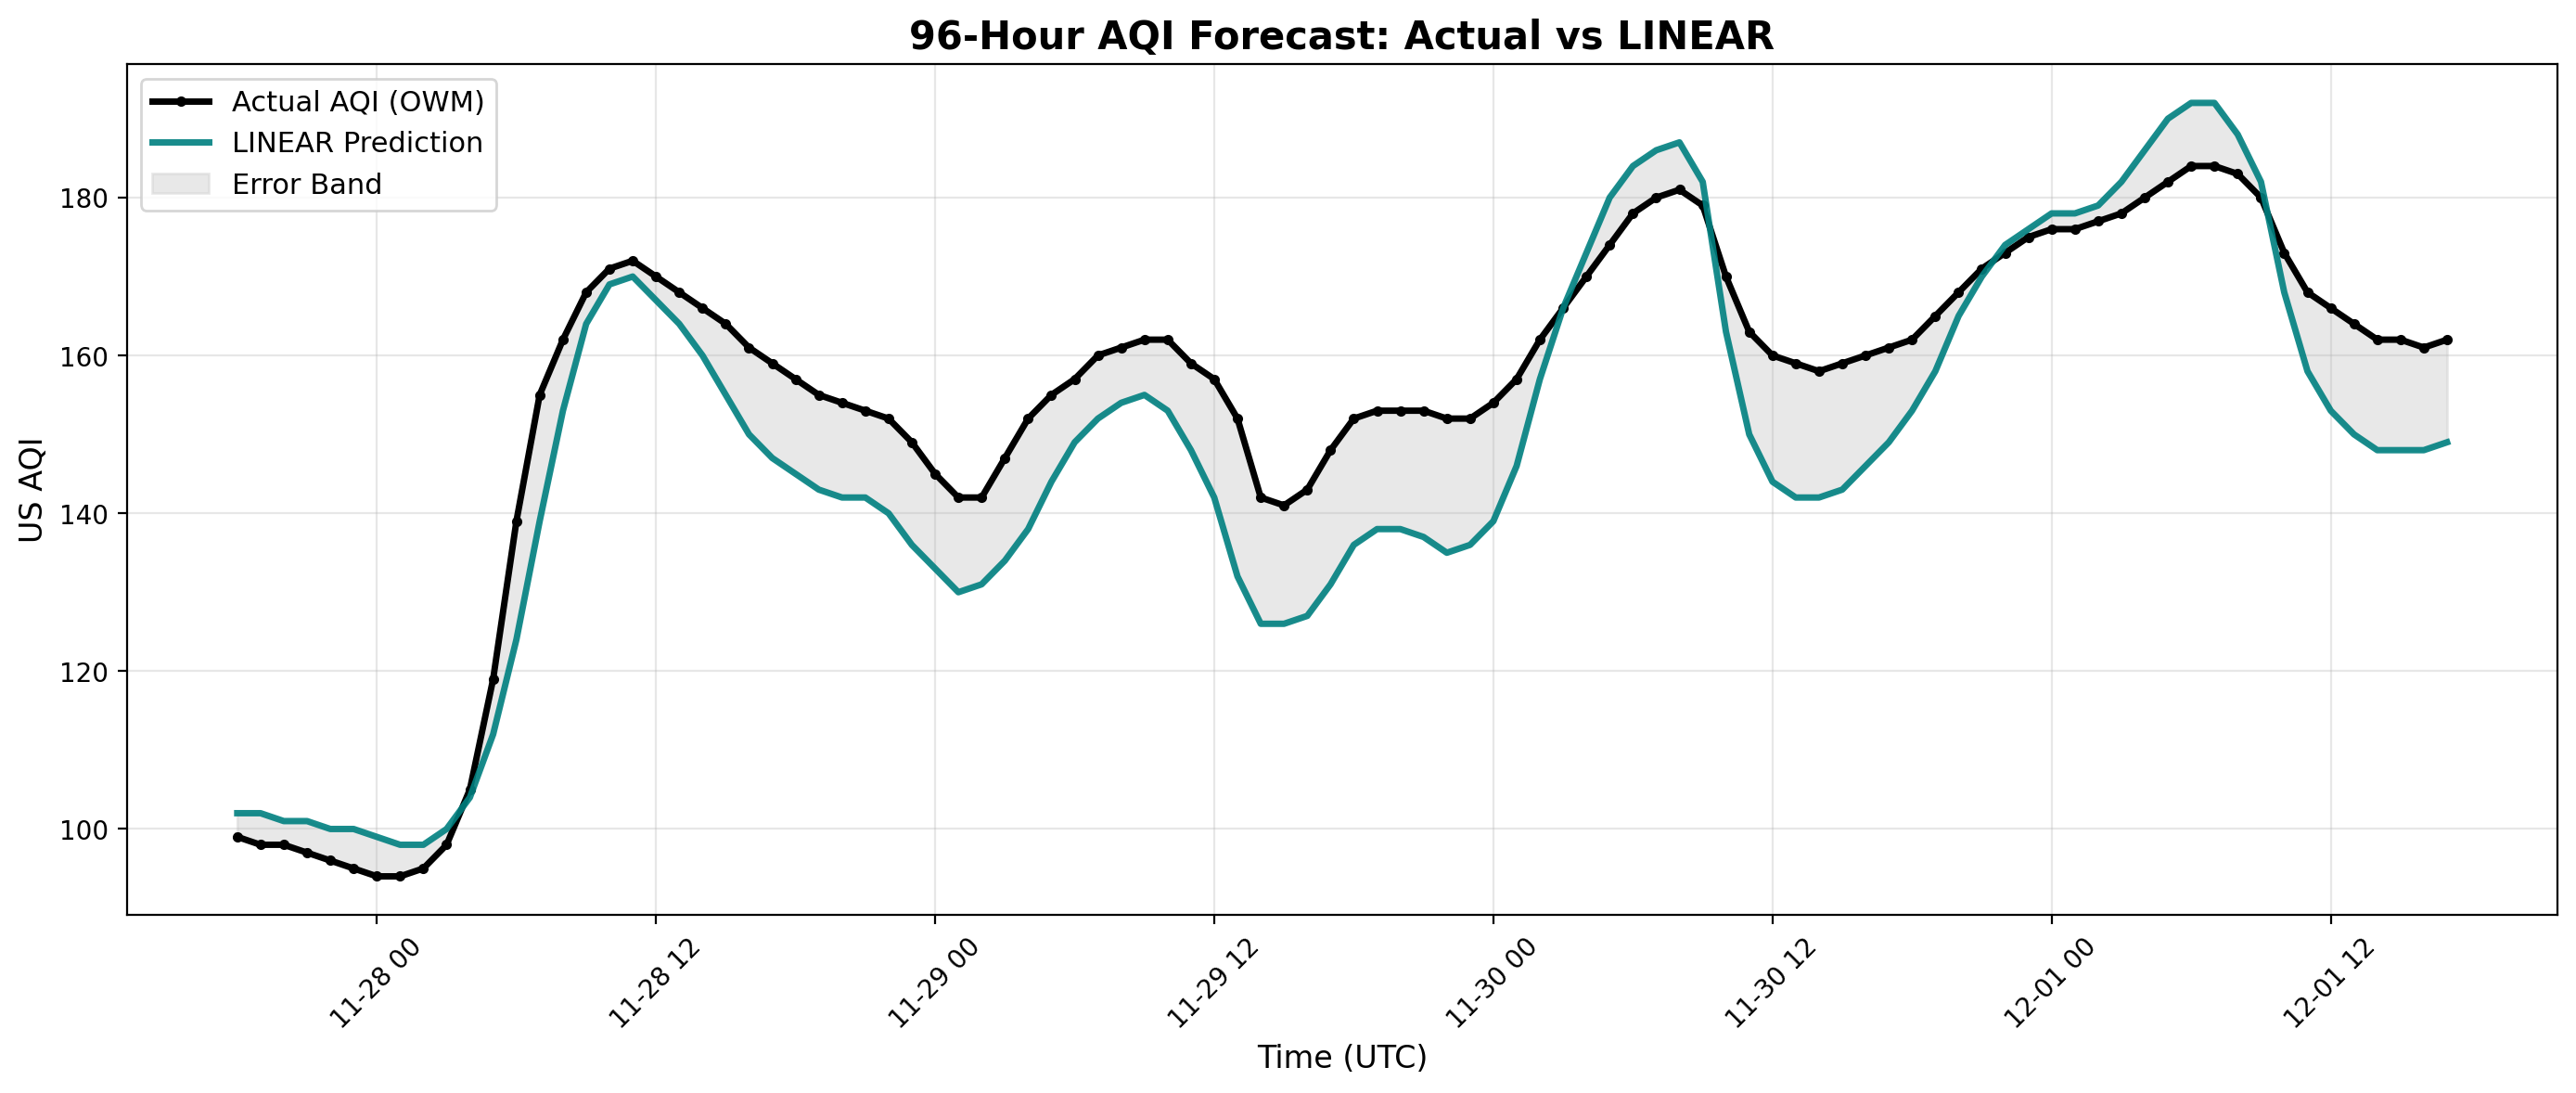 96-Hour AQI Forecast: Actual vs LINEAR
Actual AQI (OWM)
LINEAR Prediction
Error Band
US AQI
180
160
140
120
100
11-28 00
11-28 12
11-29 00
11-29 12
11-30 00
11-30 12
12-01 00
12-01 12
Time (UTC)